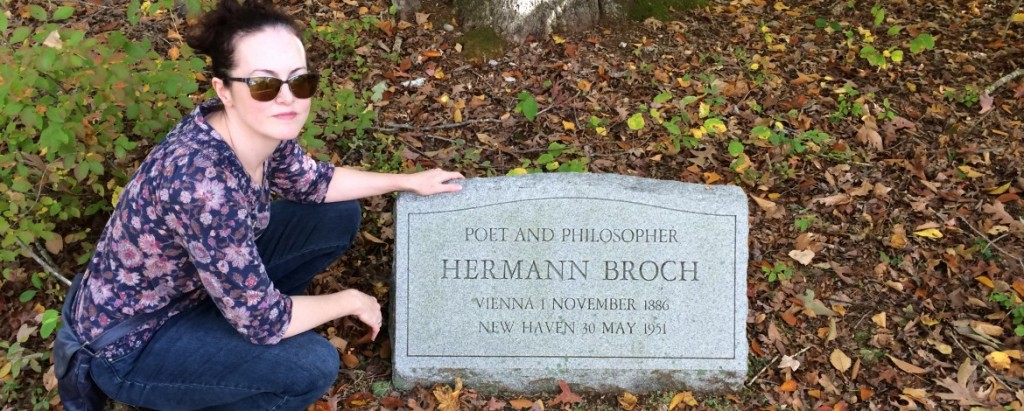 POET AND PHILOSOPHER
HERMANN BROCH
VIENNA 1 NOVEMBER 1886
NEW HAVEN 30 MAY 1951